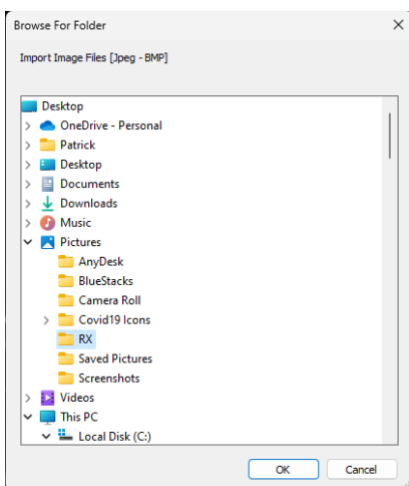 Browse For Folder
Import Image Files [Jpeg - BMP]
Desktop
OneDrive - Personal
Patrick
Desktop
Documents
Downloads
Music
Pictures
AnyDesk
BlueStacks
Camera Roll
Covid19 Icons
RX
Saved Pictures
Screenshots
Videos
This PC
Local Disk (C:)
OK Cancel